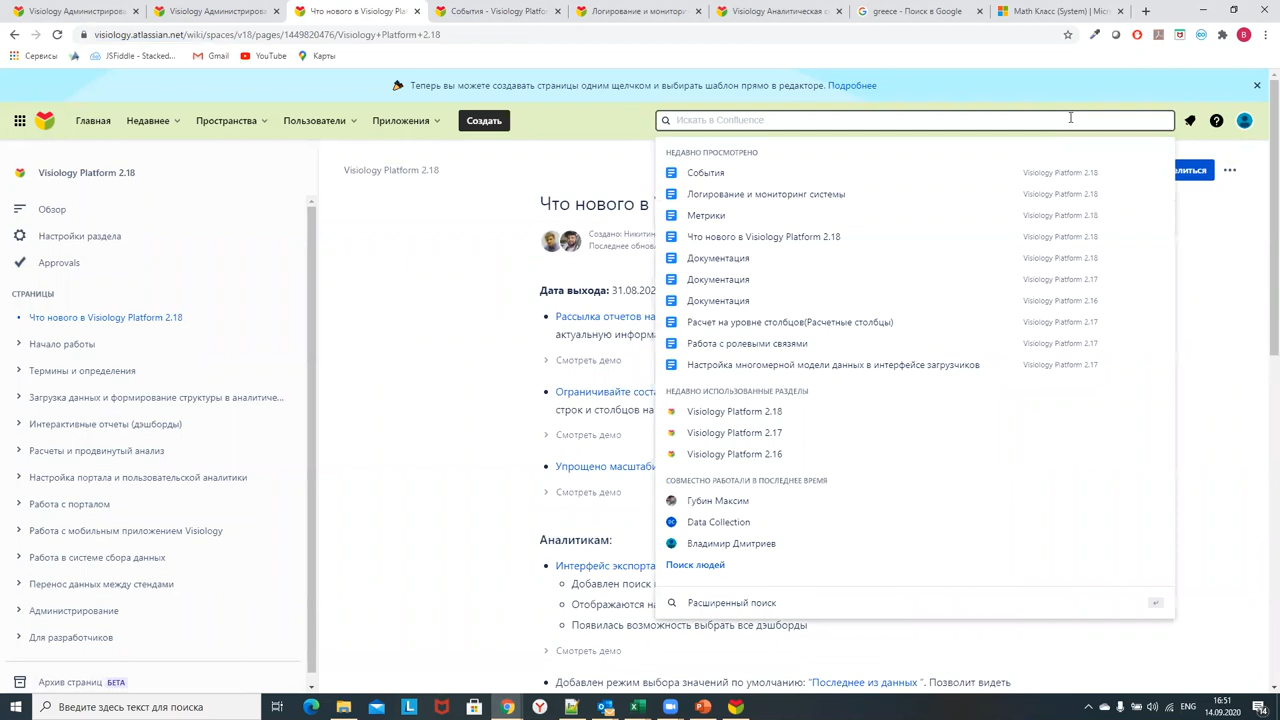 Visiology Администрирова
Visiology Администрирова
Что нового в Visiology Platfo
События - Visiology Platform
Логирование и мониторин
Visiology Аналитическая с
greece - Поиск в Google
Math Класс (System) | Micros
visiology.atlassian.net/wiki/spaces/v18/pages/1449820476/Visiology+Platform+2.18
Сервисы
JSFiddle - Stacked...
Gmail
YouTube
Карты
Теперь вы можете создавать страницы одним щелчком и выбирать шаблон прямо в редакторе. Подробнее
Главная
Недавнее
Пространства
Пользователи
Приложения
Создать
Искать в Confluence
Visiology Platform 2.18
Обзор
Настройки раздела
Approvals
СТРАНИЦЫ
Что нового в Visiology Platform 2.18
Начало работы
Термины и определения
Загрузка данных и формирование структуры в аналитиче...
Интерактивные отчеты (дэшборды)
Расчеты и продвинутый анализ
Настройка портала и пользовательской аналитики
Работа с порталом
Работа с мобильным приложением Visiology
Работа в системе сбора данных
Перенос данных между стендами
Администрирование
Для разработчиков
Архив страниц БЕТА
Visiology Platform 2.18
елиться
Что нового в
Создано: Никитин
Последнее обнов
Дата выхода: 31.08.202
Рассылка отчетов на
актуальную информ
Смотреть демо
Ограничивайте соста
строк и столбцов на
Смотреть демо
Упрощено масштаби
Смотреть демо
Аналитикам:
Интерфейс экспорта
Добавлен поиск
Отображаются на
Появилась возможность выбрать все дэшборды
Смотреть демо
Добавлен режим выбора значений по умолчанию: "Последнее из данных ". Позволит видеть
НЕДАВНО ПРОСМОТРЕНО
События Visiology Platform 2.18
Логирование и мониторинг системы Visiology Platform 2.18
Метрики Visiology Platform 2.18
Что нового в Visiology Platform 2.18 Visiology Platform 2.18
Документация Visiology Platform 2.18
Документация Visiology Platform 2.17
Документация Visiology Platform 2.16
Расчет на уровне столбцов(Расчетные столбцы) Visiology Platform 2.17
Работа с ролевыми связями Visiology Platform 2.17
Настройка многомерной модели данных в интерфейсе загрузчиков Visiology Platform 2.17
НЕДАВНО ИСПОЛЬЗОВАННЫЕ РАЗДЕЛЫ
Visiology Platform 2.18
Visiology Platform 2.17
Visiology Platform 2.16
СОВМЕСТНО РАБОТАЛИ В ПОСЛЕДНЕЕ ВРЕМЯ
Губин Максим
Data Collection
Владимир Дмитриев
Поиск людей
Расширенный поиск
Введите здесь текст для поиска
ENG
16:51
14.09.2020
14